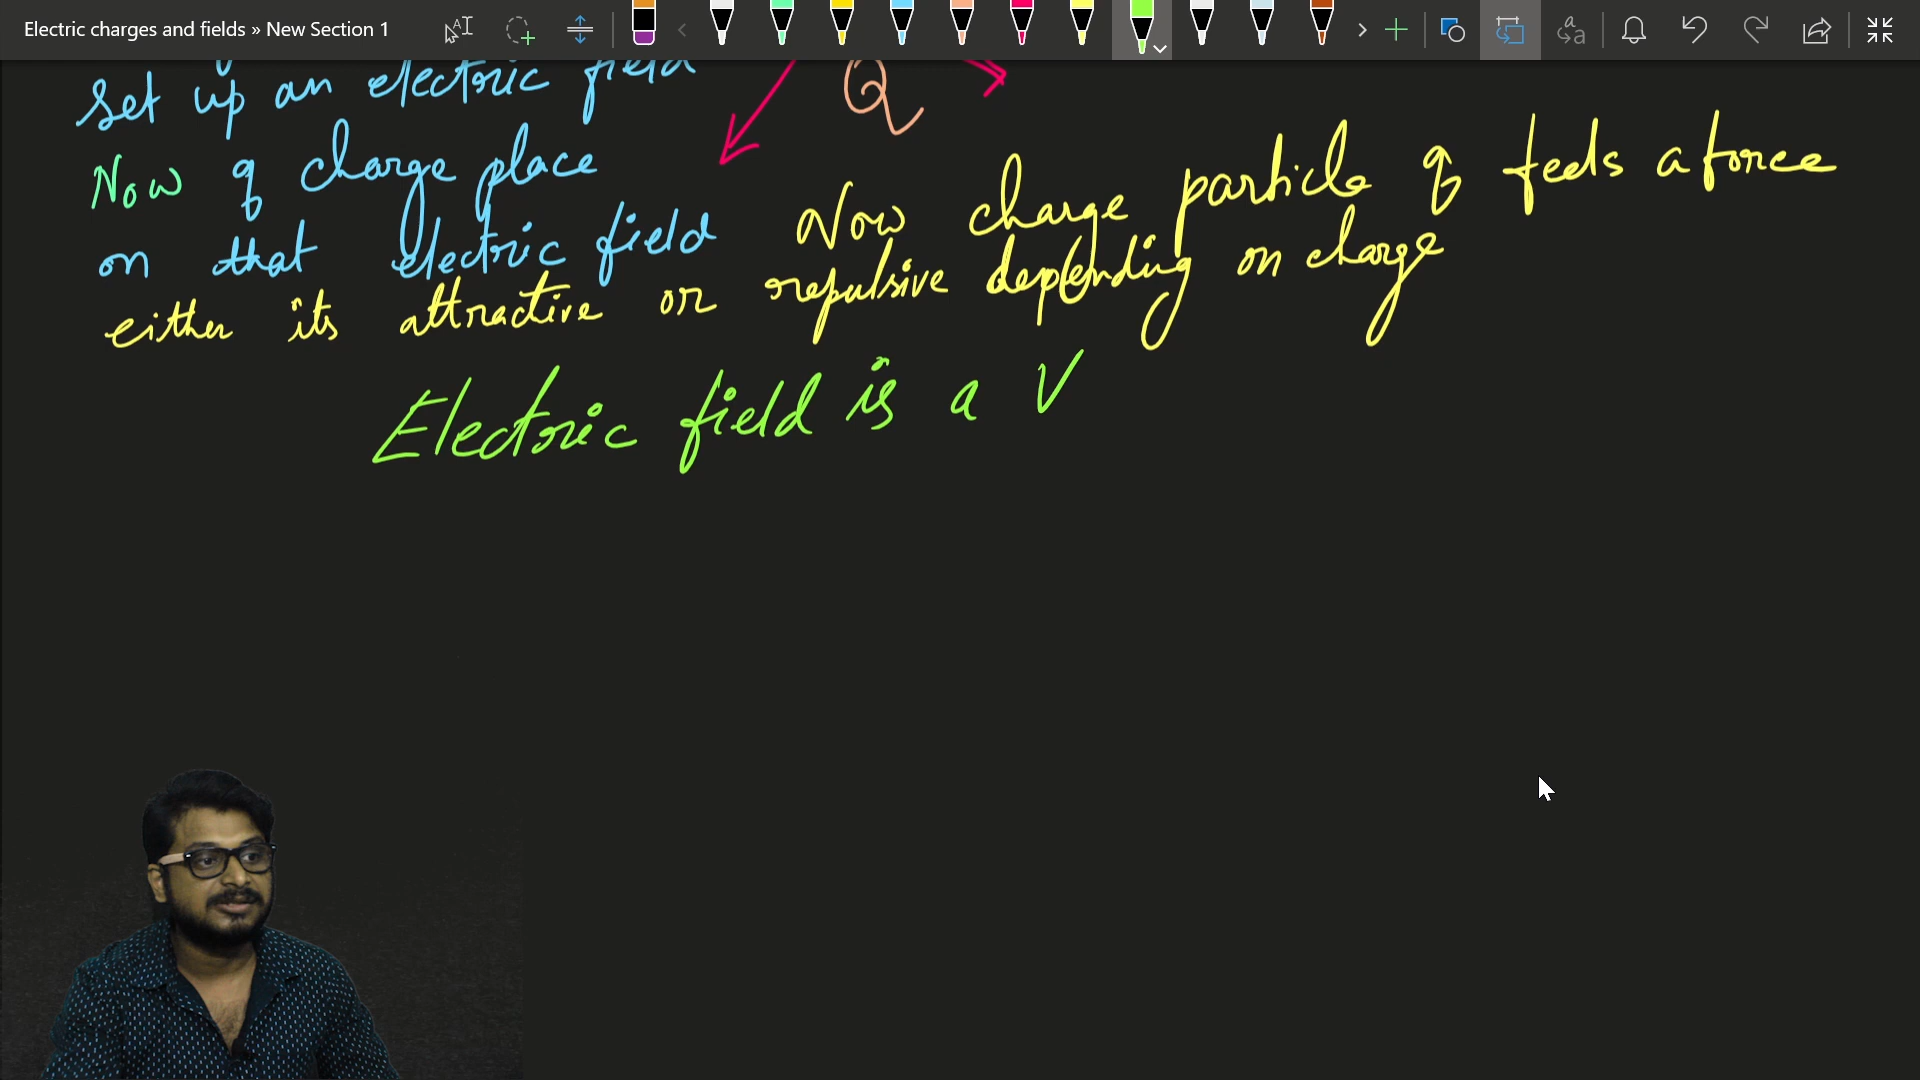 Electric charges and fields » New Section 1
set up an electric field
Q
Now q charge place
on that electric field
Now charge particle q feels a force
either its attractive or repulsive depending on charge
Electric field is a V